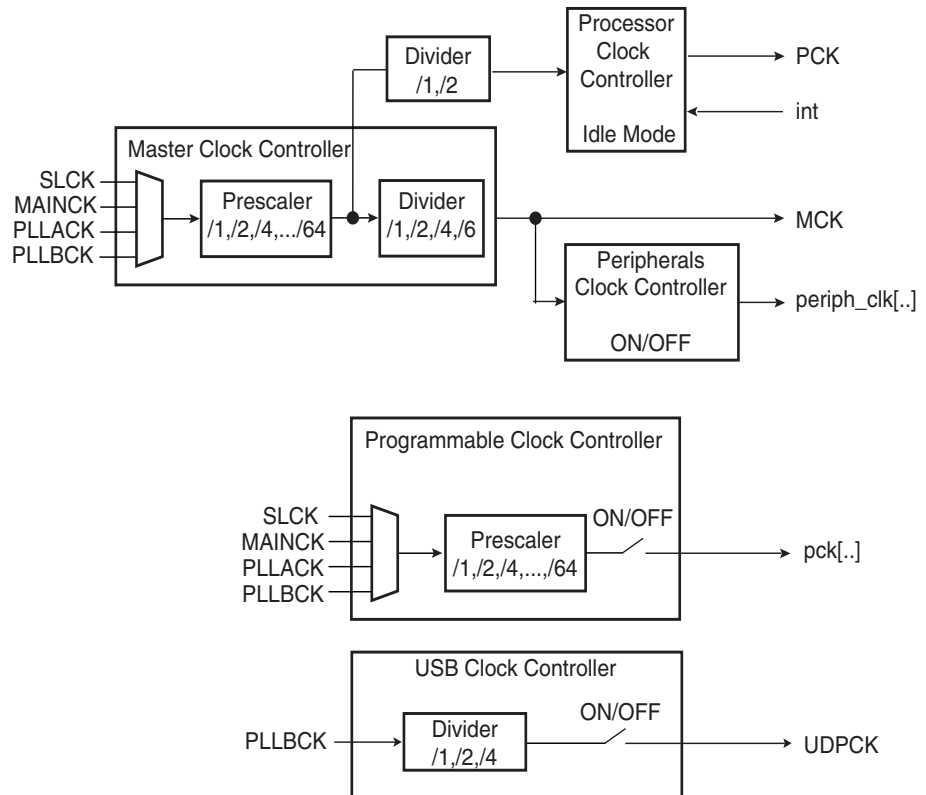 Processor
Clock
Controller
Idle Mode
Divider
/1,/2
PCK
int
Master Clock Controller
SLCK
MAINCK
PLLACK
PLLBCK
Prescaler
/1,/2,/4,.../64
Divider
/1,/2,/4,/6
MCK
Peripherals
Clock Controller
ON/OFF
periph_clk[..]
Programmable Clock Controller
SLCK
MAINCK
PLLACK
PLLBCK
Prescaler
/1,/2,/4,...,/64
ON/OFF
pck[..]
USB Clock Controller
PLLBCK
Divider
/1,/2,/4
ON/OFF
UDPCK